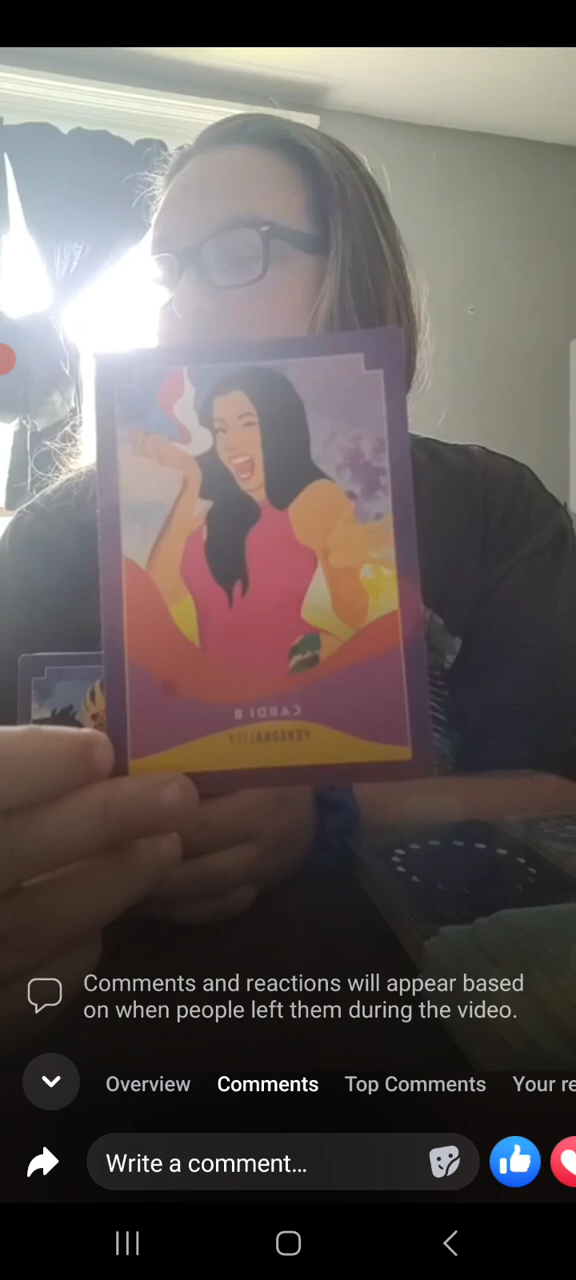 CARDI B
PERSONALITY
Comments and reactions will appear based
on when people left them during the video.
Overview Comments Top Comments Your re
Write a comment...